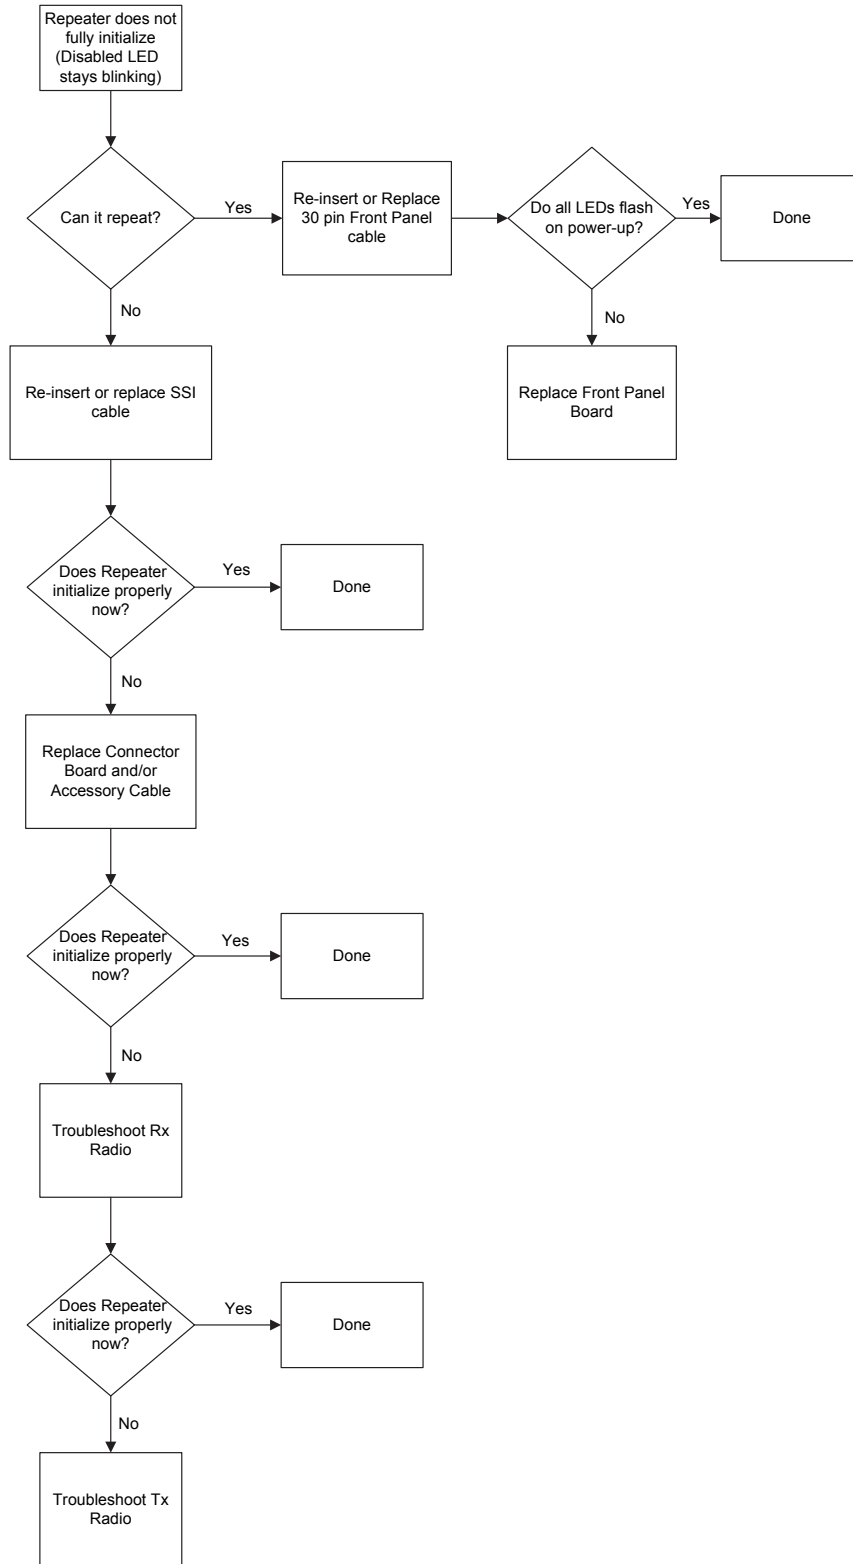 Repeater does not
fully initialize
(Disabled LED
stays blinking)
Can it repeat?
Yes
Re-insert or Replace
30 pin Front Panel
cable
Do all LEDs flash
on power-up?
Yes
Done
No
No
Re-insert or replace SSI
cable
Replace Front Panel
Board
Does Repeater
initialize properly
now?
Yes
Done
No
Replace Connector
Board and/or
Accessory Cable
Does Repeater
initialize properly
now?
Yes
Done
No
Troubleshoot Rx
Radio
Does Repeater
initialize properly
now?
Yes
Done
No
Troubleshoot Tx
Radio